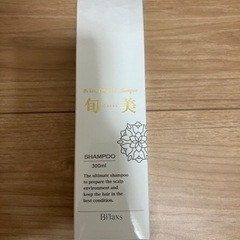 旬美
SHAMPOO
300ml
The ultimate shampoo
to prepare the scalp
environment and
keep the hair in the
best condition.